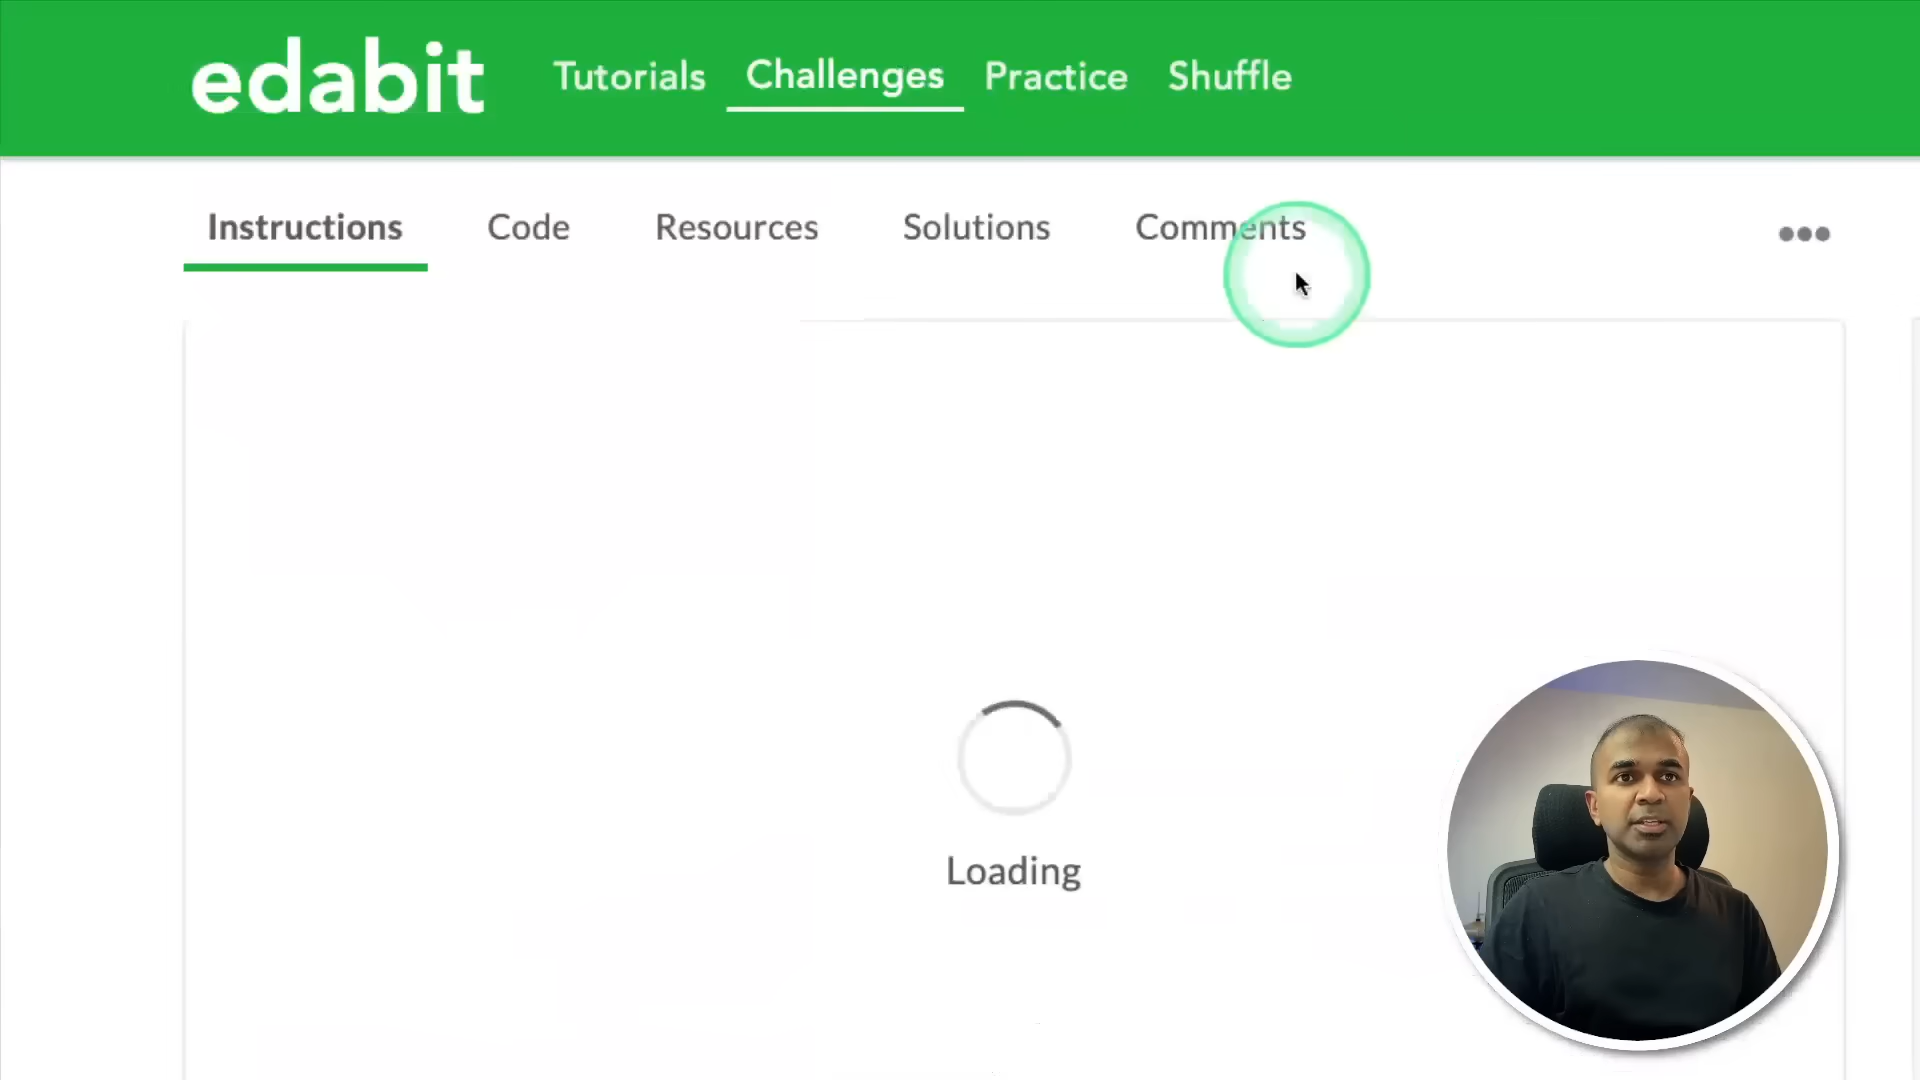 edabit Tutorials Challenges Practice Shuffle
Instructions Code Resources Solutions Comments
Loading